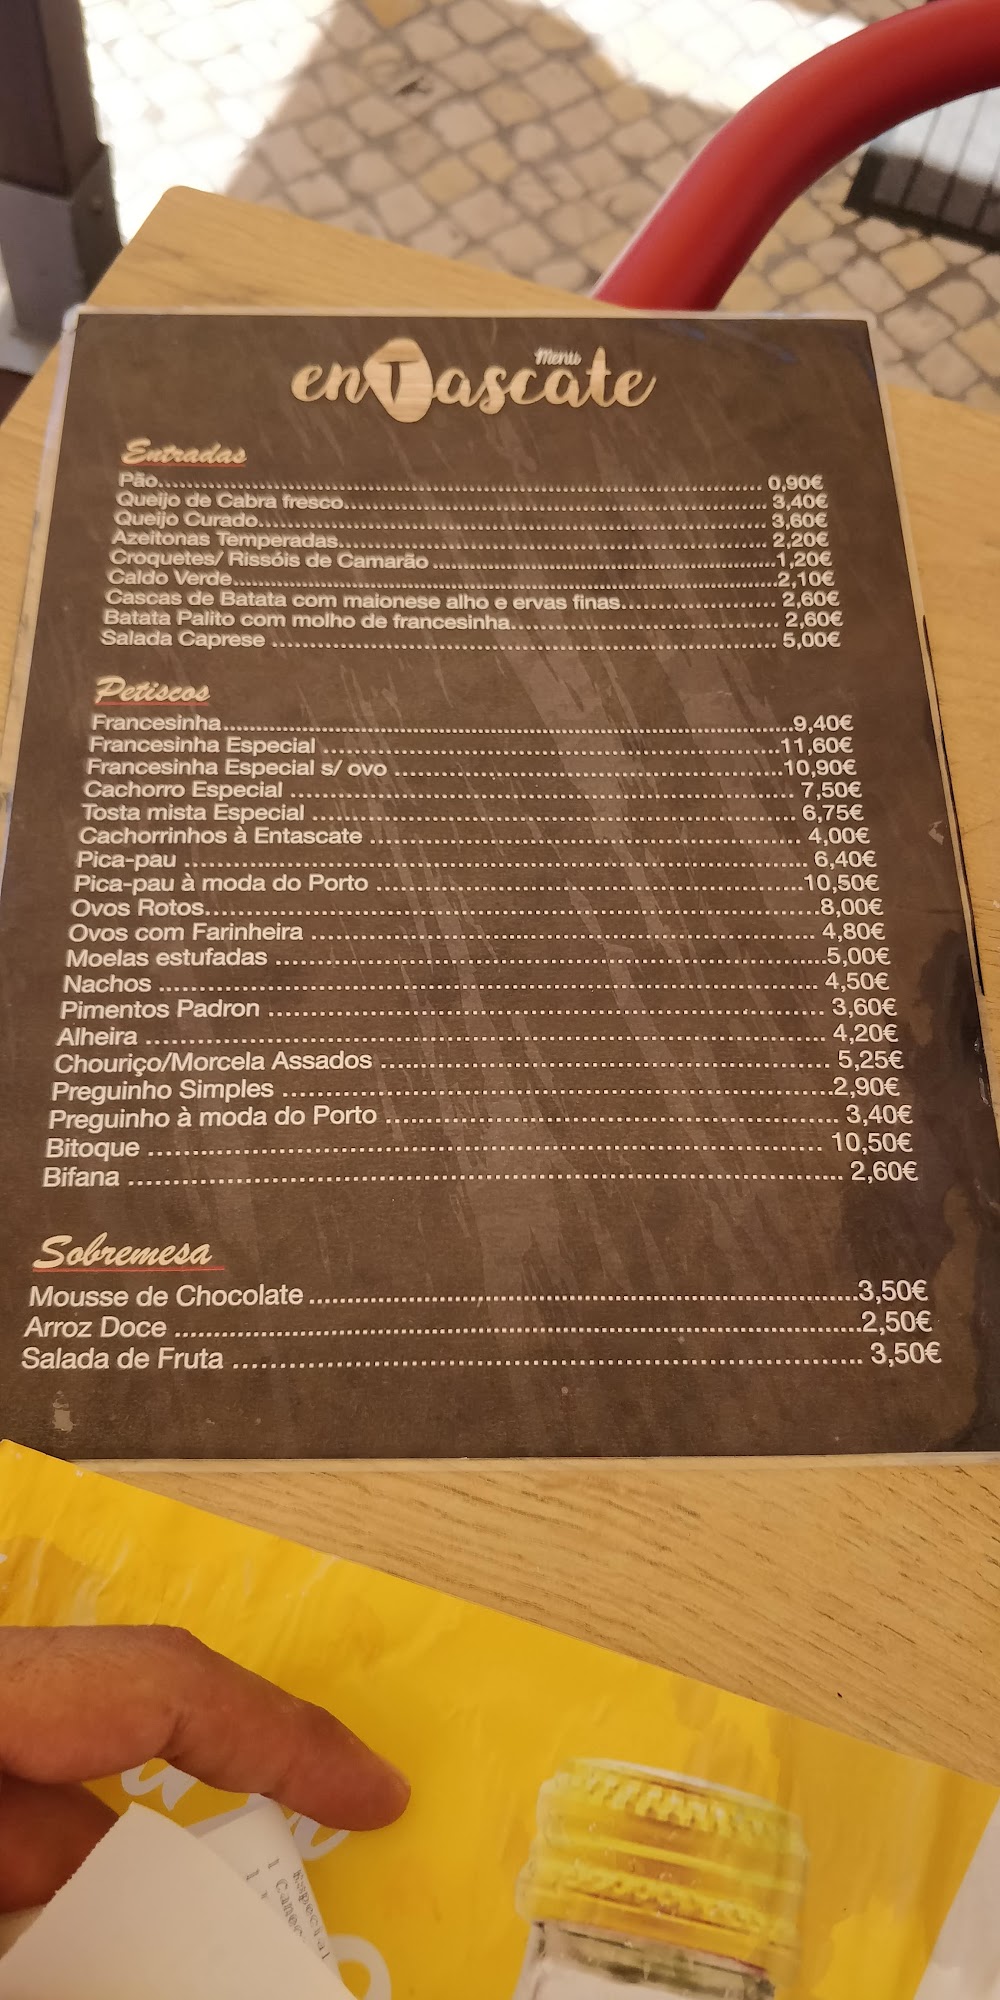 Menu
enTascate
Entradas
Pão........ 0,90€
Queijo de Cabra fresco........ 3,40€
Queijo Curado........ 3,60€
Azeitonas Temperadas........ 2,20€
Croquetes/ Rissóis de Camarão ........1,20€
Caldo Verde........2,10€
Cascas de Batata com maionese alho e ervas finas........ 2,60€
Batata Palito com molho de francesinha........ 2,60€
Salada Caprese ........ 5,00€
Petiscos
Francesinha........9,40€
Francesinha Especial ........11,60€
Francesinha Especial s/ ovo ........10,90€
Cachorro Especial ........ 7,50€
Tosta mista Especial ........ 6,75€
Cachorrinhos à Entascate ........ 4,00€
Pica-pau ........ 6,40€
Pica-pau à moda do Porto ........10,50€
Ovos Rotos........8,00€
Ovos com Farinheira ........ 4,80€
Moelas estufadas ........5,00€
Nachos ........ 4,50€
Pimentos Padron ........ 3,60€
Alheira ........ 4,20€
Chouriço/Morcela Assados ........ 5,25€
Preguinho Simples ........2,90€
Preguinho à moda do Porto ........ 3,40€
Bitoque ........ 10,50€
Bifana ........ 2,60€
Sobremesa
Mousse de Chocolate ........3,50€
Arroz Doce ........2,50€
Salada de Fruta ........ 3,50€
Especial
1 Cane